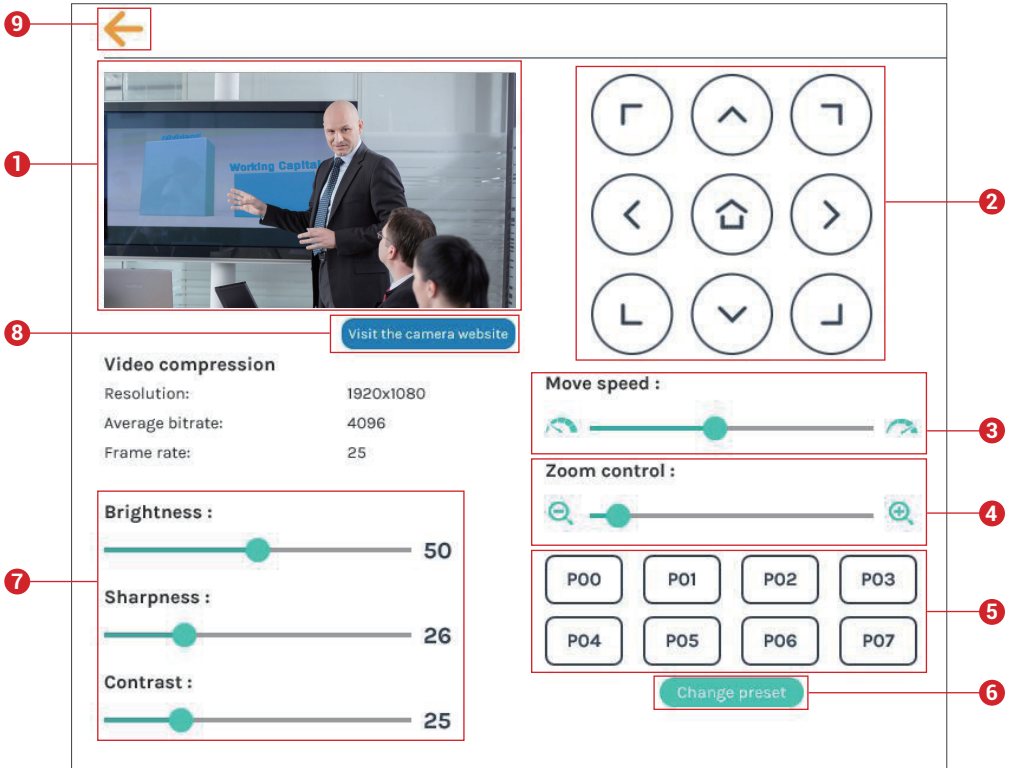 9
1
Working Capital
2
8
Visit the camera website
Video compression
Resolution: 1920x1080
Average bitrate: 4096
Frame rate: 25
Move speed :
3
Zoom control :
4
7
Brightness :
50
Sharpness :
26
Contrast :
25
P00 P01 P02 P03
P04 P05 P06 P07
5
Change preset
6